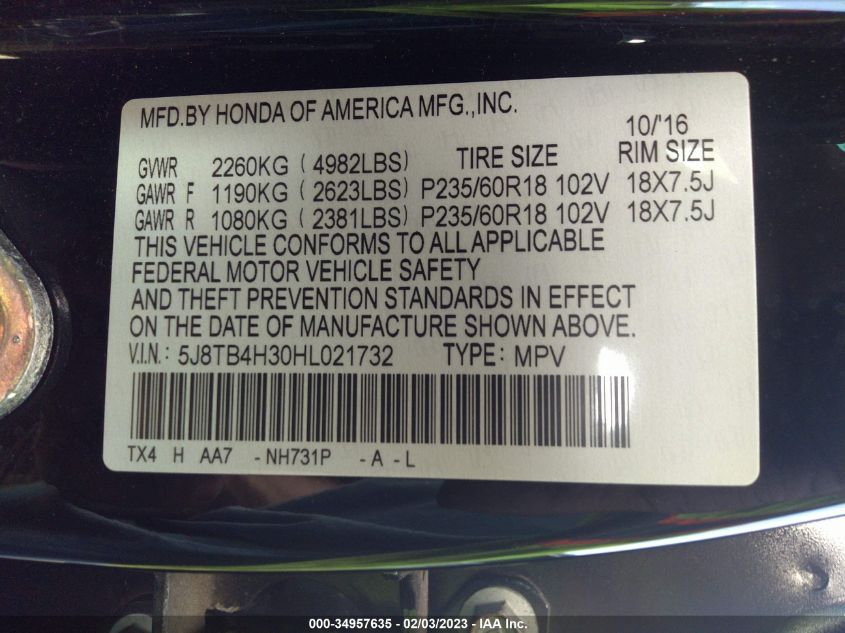 MFD.BY HONDA OF AMERICA MFG.,INC.
10/'16
GVWR 2260KG ( 4982LBS) TIRE SIZE RIM SIZE
GAWR F 1190KG ( 2623LBS) P235/60R18 102V 18X7.5J
GAWR R 1080KG ( 2381LBS) P235/60R18 102V 18X7.5J
THIS VEHICLE CONFORMS TO ALL APPLICABLE
FEDERAL MOTOR VEHICLE SAFETY
AND THEFT PREVENTION STANDARDS IN EFFECT
ON THE DATE OF MANUFACTURE SHOWN ABOVE.
V.I.N.: 5J8TB4H30HL021732 TYPE: MPV
TX4 H AA7 -NH731P -A -L
000-34957635 - 02/03/2023 - IAA Inc.